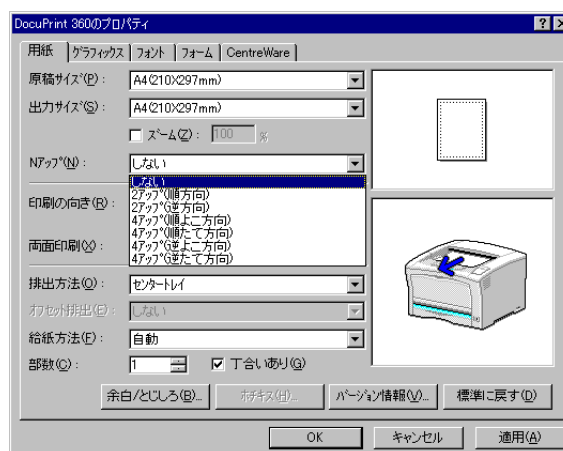 DocuPrint 360のプロパティ
用紙 グラフィックス フォント フォーム CentreWare
原稿サイズ(P)： A4(210X297mm)
出力サイズ(S)： A4(210X297mm)
ズーム(Z)： 100 %
Nアップ(N)： しない
しない
2アップ(順方向)
2アップ(逆方向)
印刷の向き(R)：
4アップ(順よこ方向)
4アップ(順たて方向)
両面印刷(X)：
4アップ(逆よこ方向)
4アップ(逆たて方向)
排出方法(O)： センタートレイ
オフセット排出(E)： しない
給紙方法(F)： 自動
部数(C)： 1 丁合いあり(G)
余白/とじしろ(B)... ホチキス(H)... バージョン情報(V)... 標準に戻す(D)
OK キャンセル 適用(A)